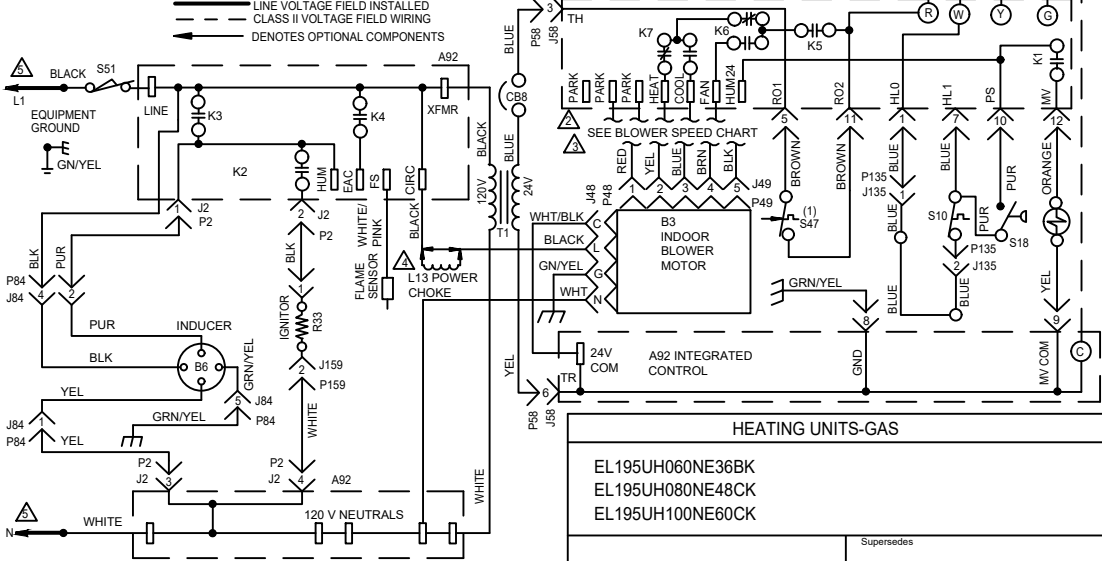 LINE VOLTAGE FIELD INSTALLED
CLASS II VOLTAGE FIELD WIRING
DENOTES OPTIONAL COMPONENTS
5
BLACK
S51
L1
EQUIPMENT
GROUND
GN/YEL
A92
LINE
K3
K4
XFMR
K2
HUM
EAC
FS
CIRC
1
J2
P2
2
J2
P2
BLK
PUR
BLK
WHITE/
PINK
FLAME
SENSOR
BLACK
4
L13 POWER
CHOKE
P84
J84
4
2
PUR
BLK
INDUCER
B6
GRN/YEL
YEL
GRN/YEL
J84
P84
5
J84
P84
1
YEL
1
IGNITOR
R33
J159
2
P159
WHITE
P2
J2
3
P2
J2
4
A92
5
N
WHITE
120 V NEUTRALS
WHITE
BLACK
120V
T1
24V
BLUE
CB8
BLUE
3
P58
J58
TH
YEL
6
P58
J58
TR
R
W
Y
G
K7
K6
K5
K1
PARK
PARK
PARK
HEAT
COOL
FAN
HUM24
RO1
RO2
HL0
HL1
PS
MV
5
11
1
7
10
12
2
3
SEE BLOWER SPEED CHART
RED
YEL
BLUE
BRN
BLK
1
2
3
4
5
J49
P49
J48
P48
WHT/BLK
BLACK
GN/YEL
WHT
C
L
G
N
B3
INDOOR
BLOWER
MOTOR
BROWN
(1)
S47
BROWN
BLUE
P135
J135
1
BLUE
BLUE
BLUE
S10
PUR
P135
J135
2
BLUE
PUR
S18
ORANGE
YEL
GRN/YEL
8
9
24V
COM
A92 INTEGRATED
CONTROL
GND
MV COM
C
HEATING UNITS-GAS
EL195UH060NE36BK
EL195UH080NE48CK
EL195UH100NE60CK
Supersedes